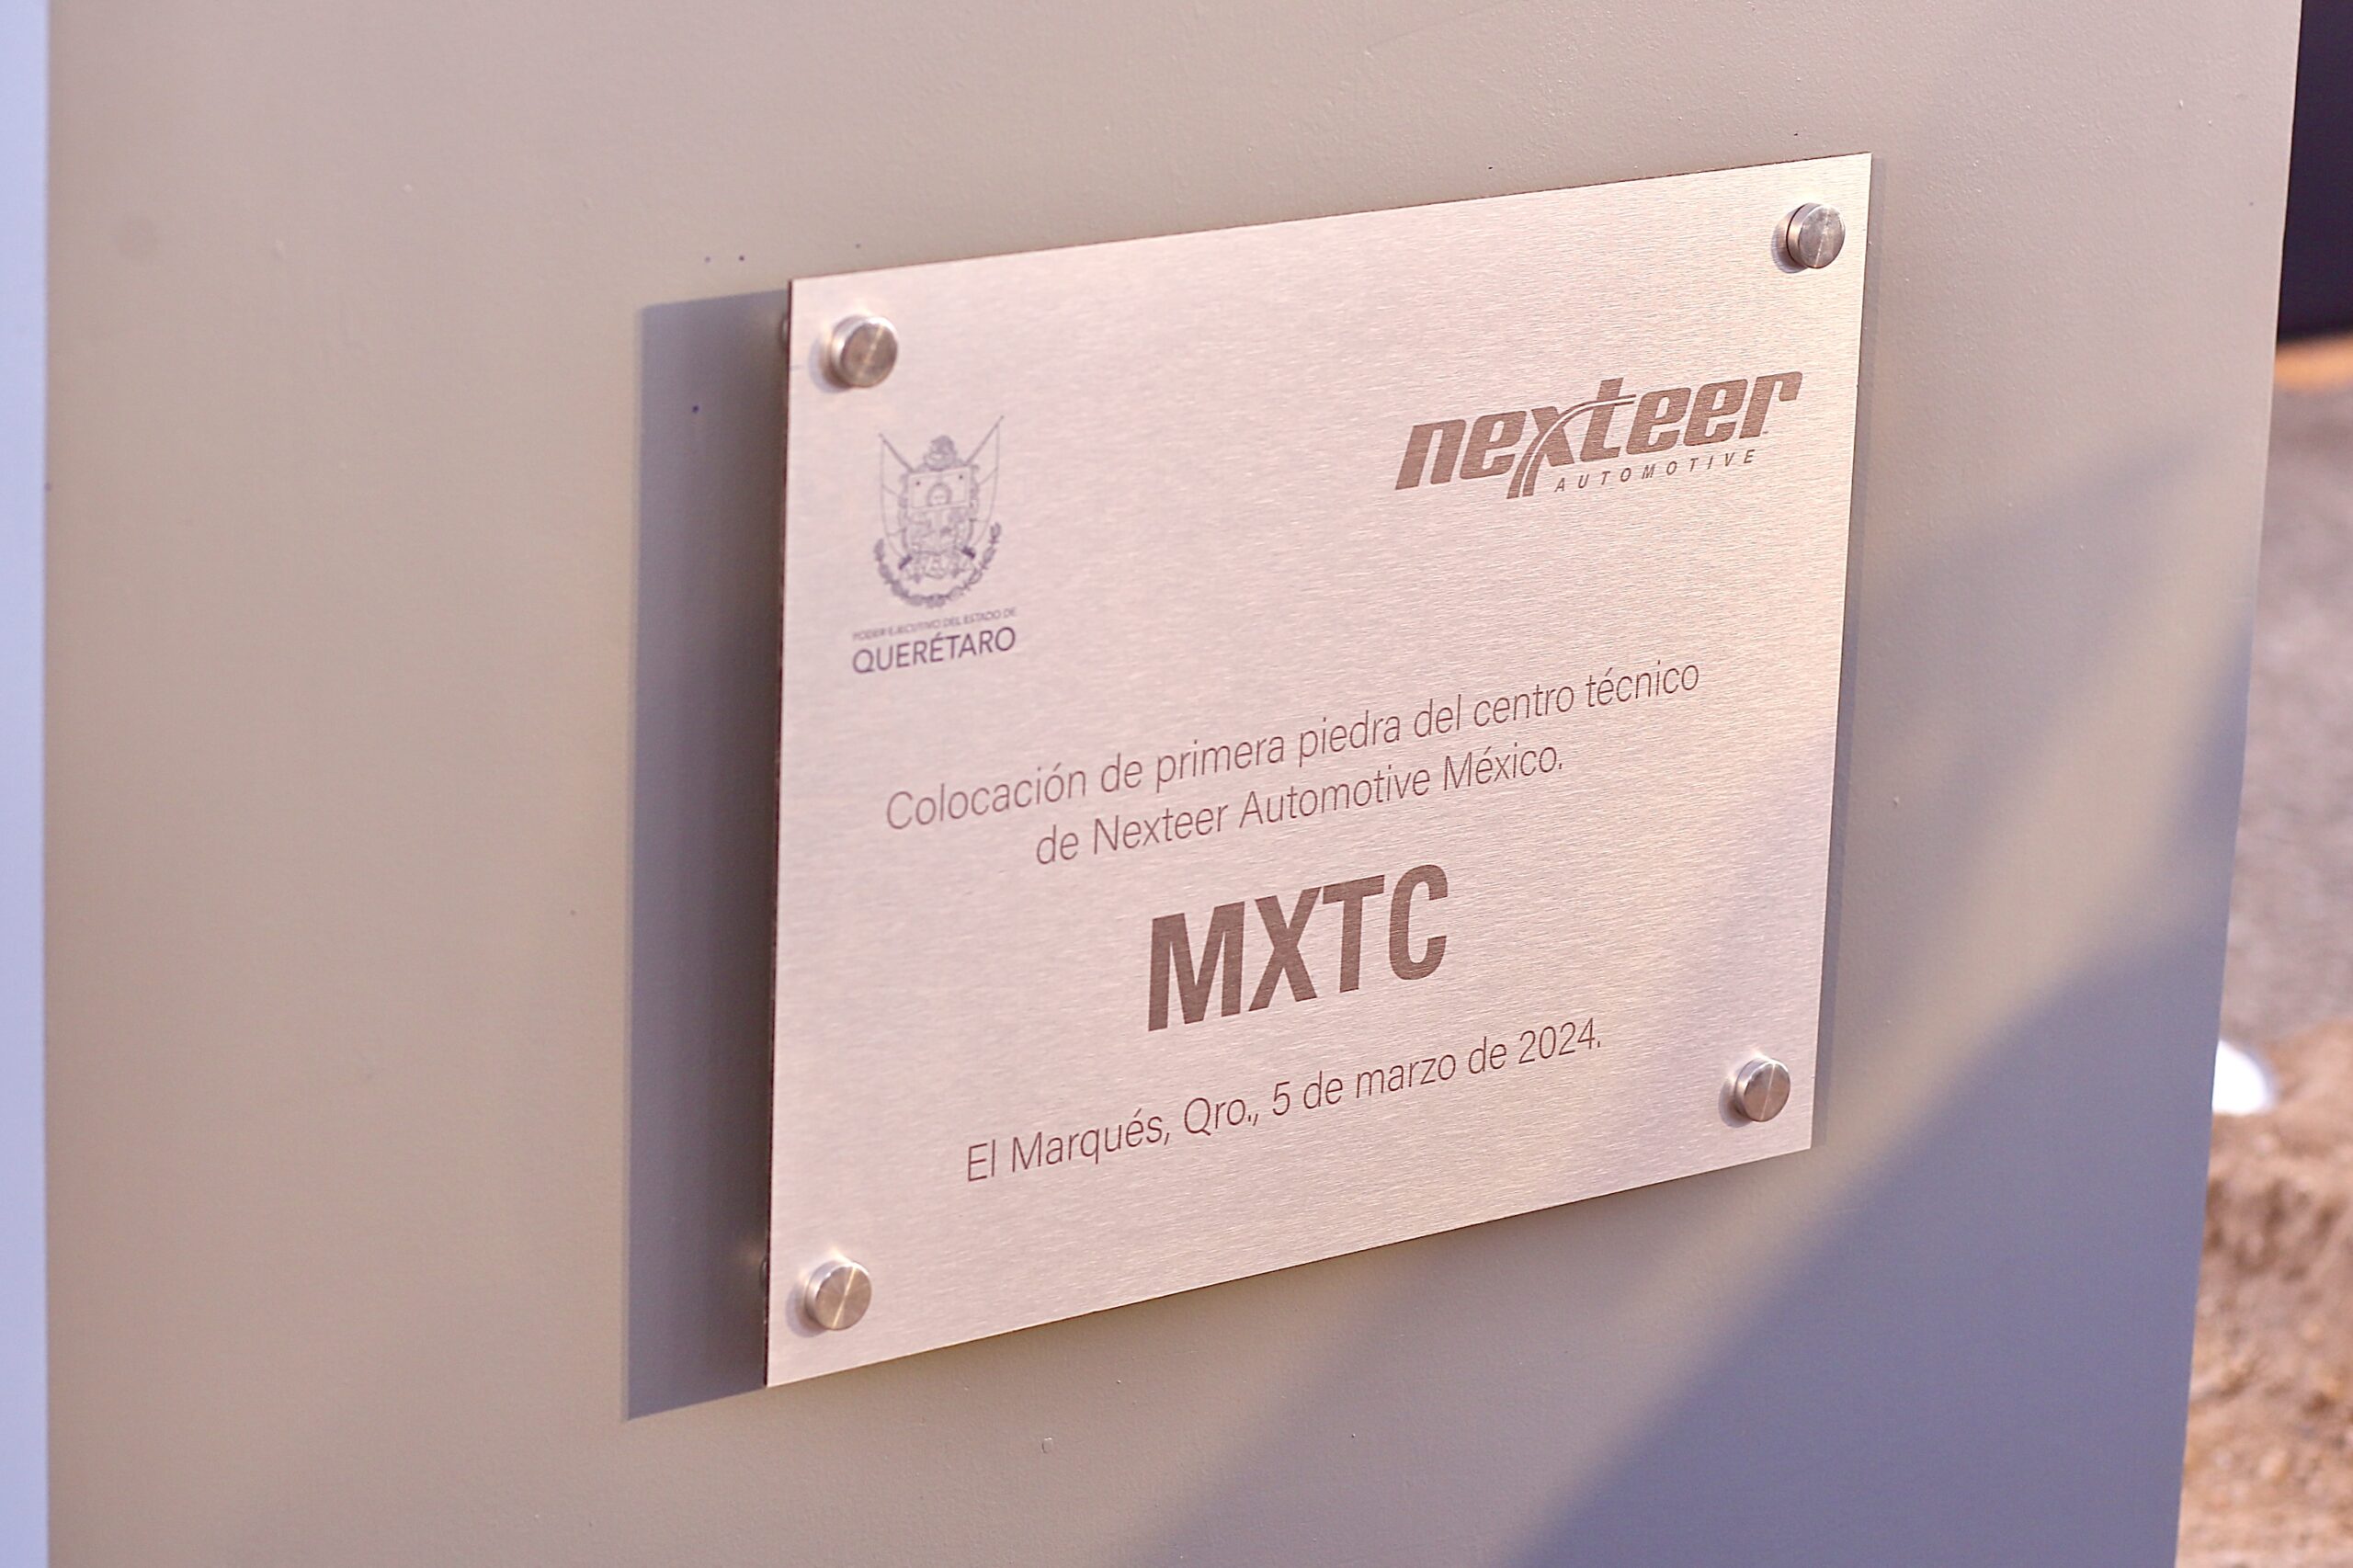 nexteer
AUTOMOTIVE
PODER EJECUTIVO DEL ESTADO DE
QUERÉTARO
Colocación de primera piedra del centro técnico
de Nexteer Automotive México.
MXTC
El Marqués, Qro., 5 de marzo de 2024.